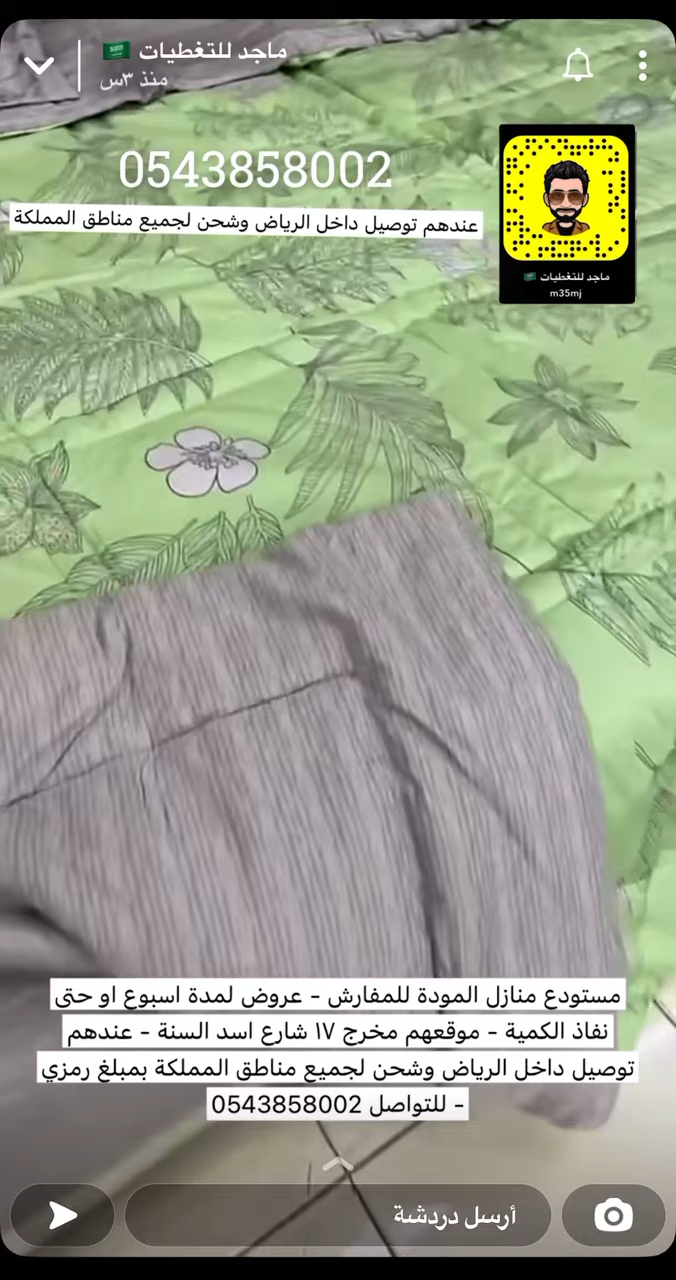 ماجد للتغطيات 🇸🇦
منذ ٣س
0543858002
عندهم توصيل داخل الرياض وشحن لجميع مناطق المملكة
ماجد للتغطيات 🇸🇦
m35mj
مستودع منازل المودة للمفارش - عروض لمدة اسبوع او حتى
نفاذ الكمية - موقعهم مخرج ١٧ شارع اسد السنة - عندهم
توصيل داخل الرياض وشحن لجميع مناطق المملكة بمبلغ رمزي
- للتواصل 0543858002
أرسل دردشة